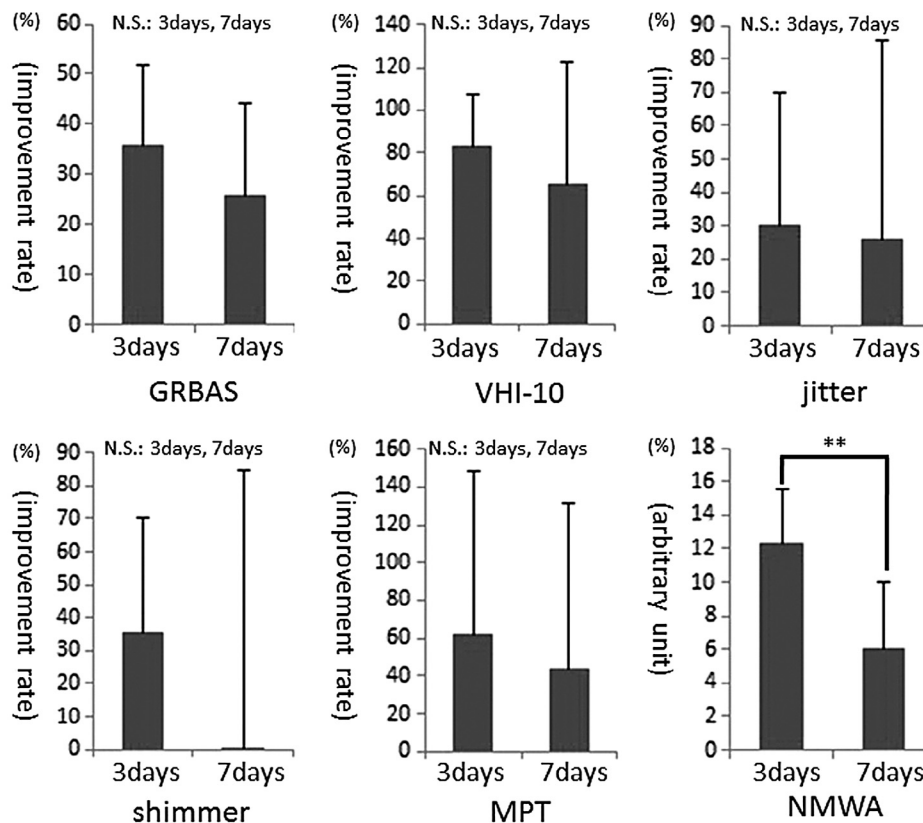 (%)
N.S.: 3days, 7days
(improvement rate)
60
50
40
30
20
10
0
3days 7days
GRBAS
(%)
N.S.: 3days, 7days
(improvement rate)
140
120
100
80
60
40
20
0
3days 7days
VHI-10
(%)
N.S.: 3days, 7days
(improvement rate)
90
80
70
60
50
40
30
20
10
0
3days 7days
jitter
(%)
N.S.: 3days, 7days
(improvement rate)
90
80
70
60
50
40
30
20
10
0
3days 7days
shimmer
(%)
N.S.: 3days, 7days
(improvement rate)
160
140
120
100
80
60
40
20
0
3days 7days
MPT
(%)
**
(arbitrary unit)
18
16
14
12
10
8
6
4
2
0
3days 7days
NMWA